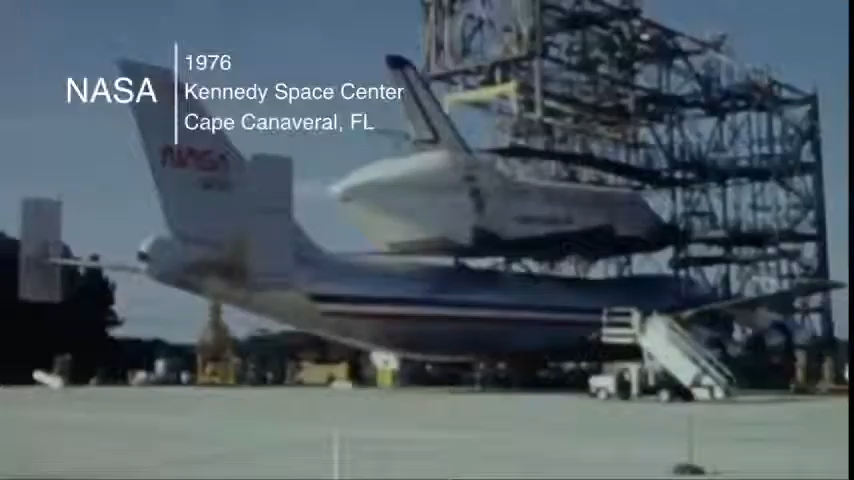 NASA
1976
Kennedy Space Center
Cape Canaveral, FL
NASA